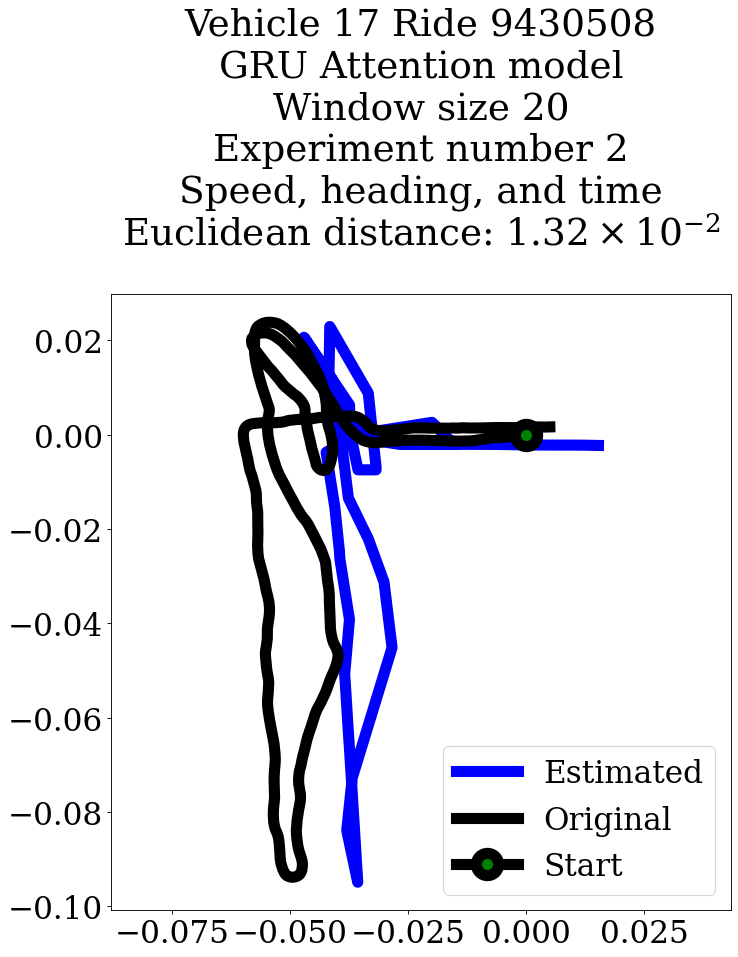 Vehicle 17 Ride 9430508
GRU Attention model
Window size 20
Experiment number 2
Speed, heading, and time
Euclidean distance: 1.32 × 10⁻²
0.02
0.00
−0.02
−0.04
−0.06
−0.08
−0.10
Estimated
Original
Start
−0.075 −0.050 −0.025 0.000 0.025